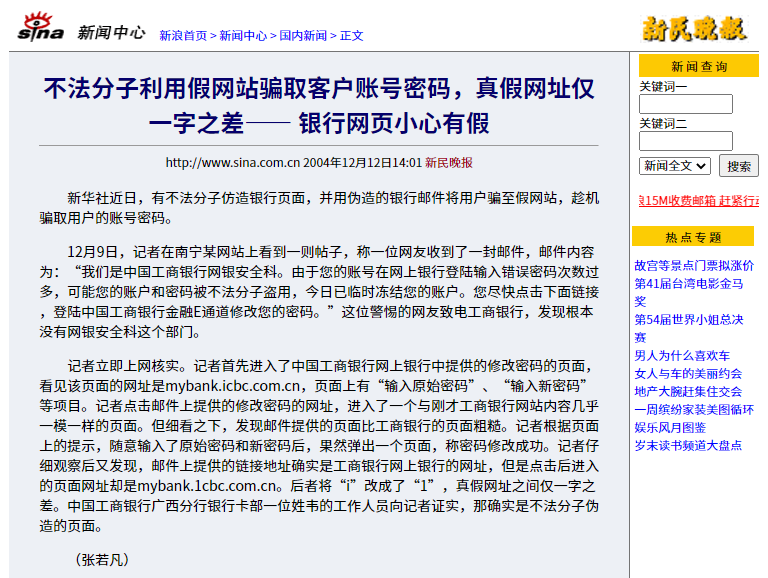 sina 新闻中心 新浪首页 > 新闻中心 > 国内新闻 > 正文
新民晚报
不法分子利用假网站骗取客户账号密码，真假网址仅
一字之差—— 银行网页小心有假
http://www.sina.com.cn 2004年12月12日14:01 新民晚报
新华社近日，有不法分子仿造银行页面，并用伪造的银行邮件将用户骗至假网站，趁机
骗取用户的账号密码。
12月9日，记者在南宁某网站上看到一则帖子，称一位网友收到了一封邮件，邮件内容
为：“我们是中国工商银行网银安全科。由于您的账号在网上银行登陆输入错误密码次数过
多，可能您的账户和密码被不法分子盗用，今日已临时冻结您的账户。您尽快点击下面链接
，登陆中国工商银行金融E通道修改您的密码。”这位警惕的网友致电工商银行，发现根本
没有网银安全科这个部门。
记者立即上网核实。记者首先进入了中国工商银行网上银行中提供的修改密码的页面，
看见该页面的网址是mybank.icbc.com.cn，页面上有“输入原始密码”、“输入新密码”
等项目。记者点击邮件上提供的修改密码的网址，进入了一个与刚才工商银行网站内容几乎
一模一样的页面。但细看之下，发现邮件提供的页面比工商银行的页面粗糙。记者根据页面
上的提示，随意输入了原始密码和新密码后，果然弹出一个页面，称密码修改成功。记者仔
细观察后又发现，邮件上提供的链接地址确实是工商银行网上银行的网址，但是点击后进入
的页面网址却是mybank.1cbc.com.cn。后者将“i”改成了“1”，真假网址之间仅一字之
差。中国工商银行广西分行银行卡部一位姓韦的工作人员向记者证实，那确实是不法分子伪
造的页面。
（张若凡）
新闻查询
关键词一
关键词二
新闻全文 搜索
浪15M收费邮箱 赶紧行动
热点专题
故宫等景点门票拟涨价
第41届台湾电影金马
奖
第54届世界小姐总决
赛
男人为什么喜欢车
女人与车的美丽约会
地产大腕赶集住交会
一周缤纷家装美图循环
娱乐风月图鉴
岁末读书频道大盘点